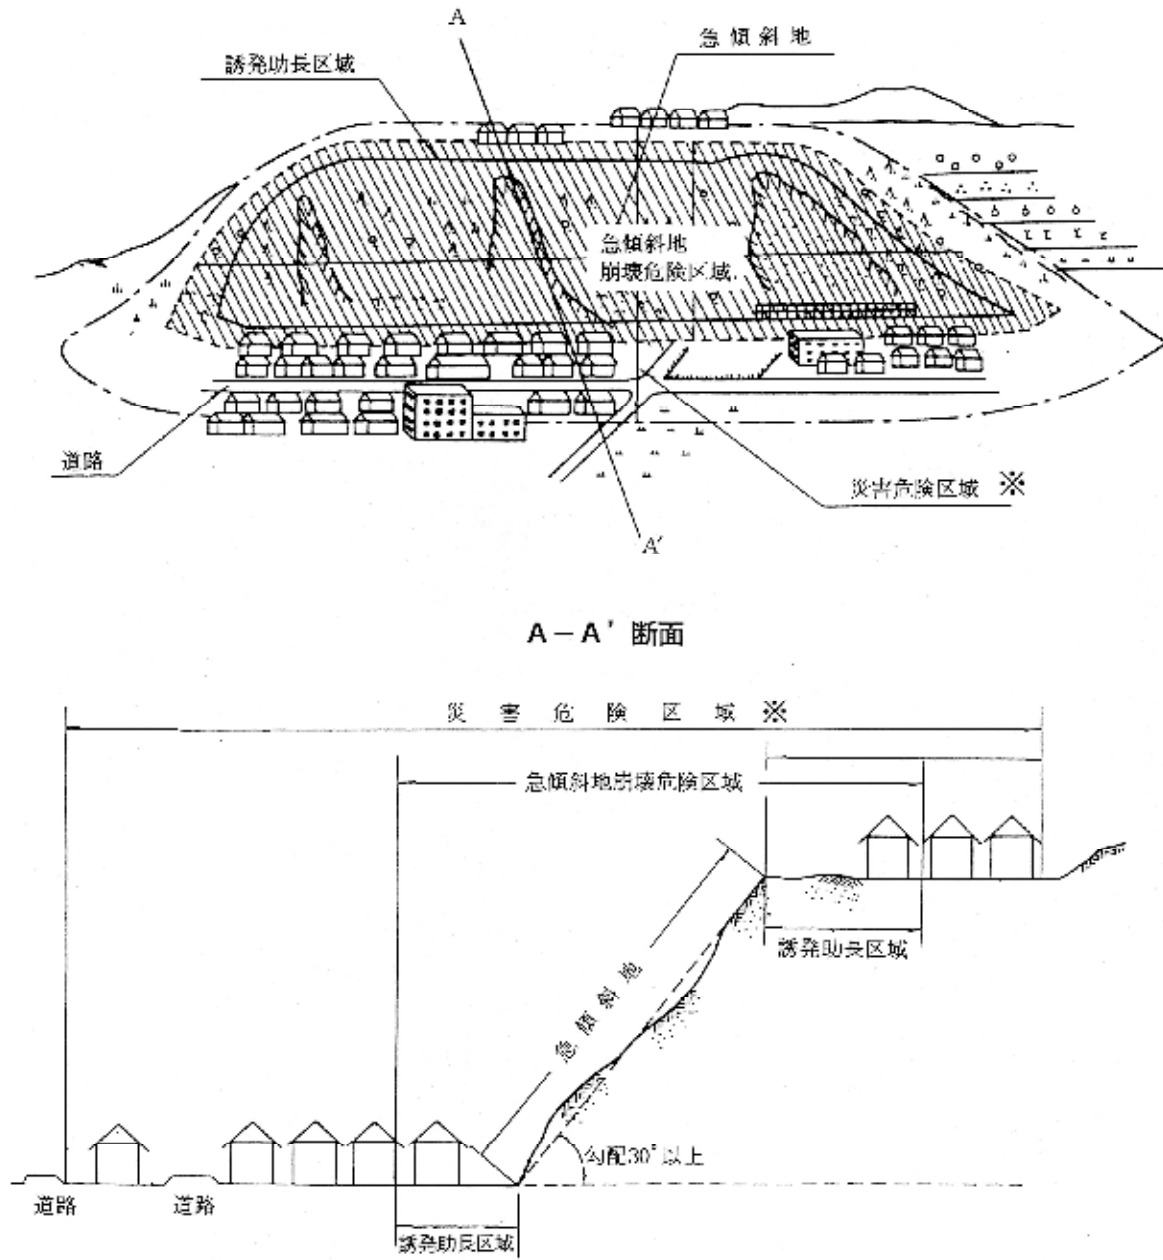 A
急傾斜地
誘発助長区域
急傾斜地
崩壊危険区域
道路
災害危険区域 ※
A'
A－A'断面
災害危険区域※
急傾斜地崩壊危険区域
誘発助長区域
急傾斜地
勾配30°以上
道路
道路
誘発助長区域